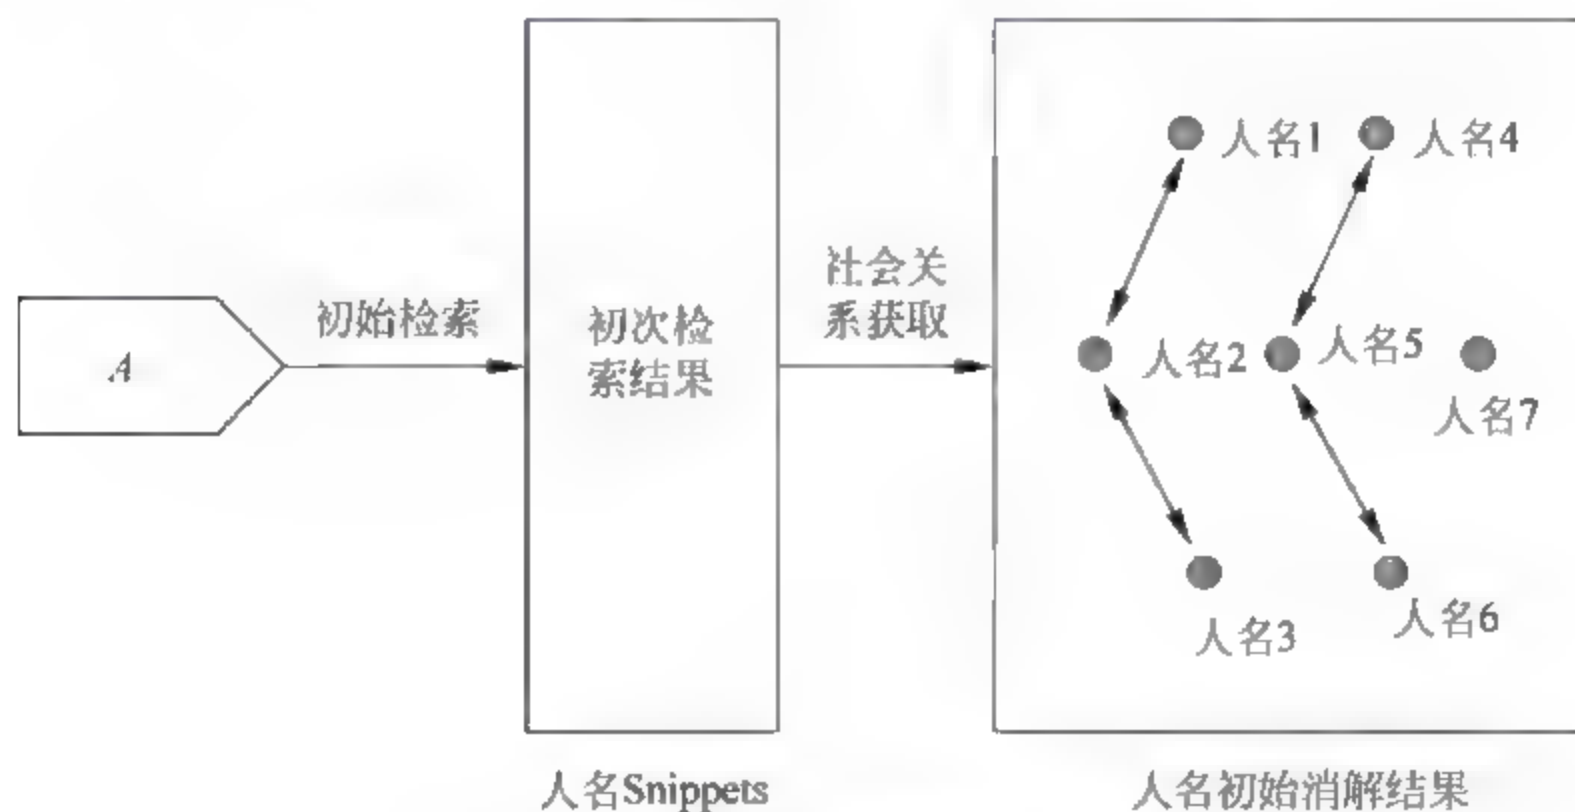 A
初始检索
初次检
索结果
社会关
系获取
人名1
人名4
人名2
人名5
人名7
人名3
人名6
人名Snippets
人名初始消解结果